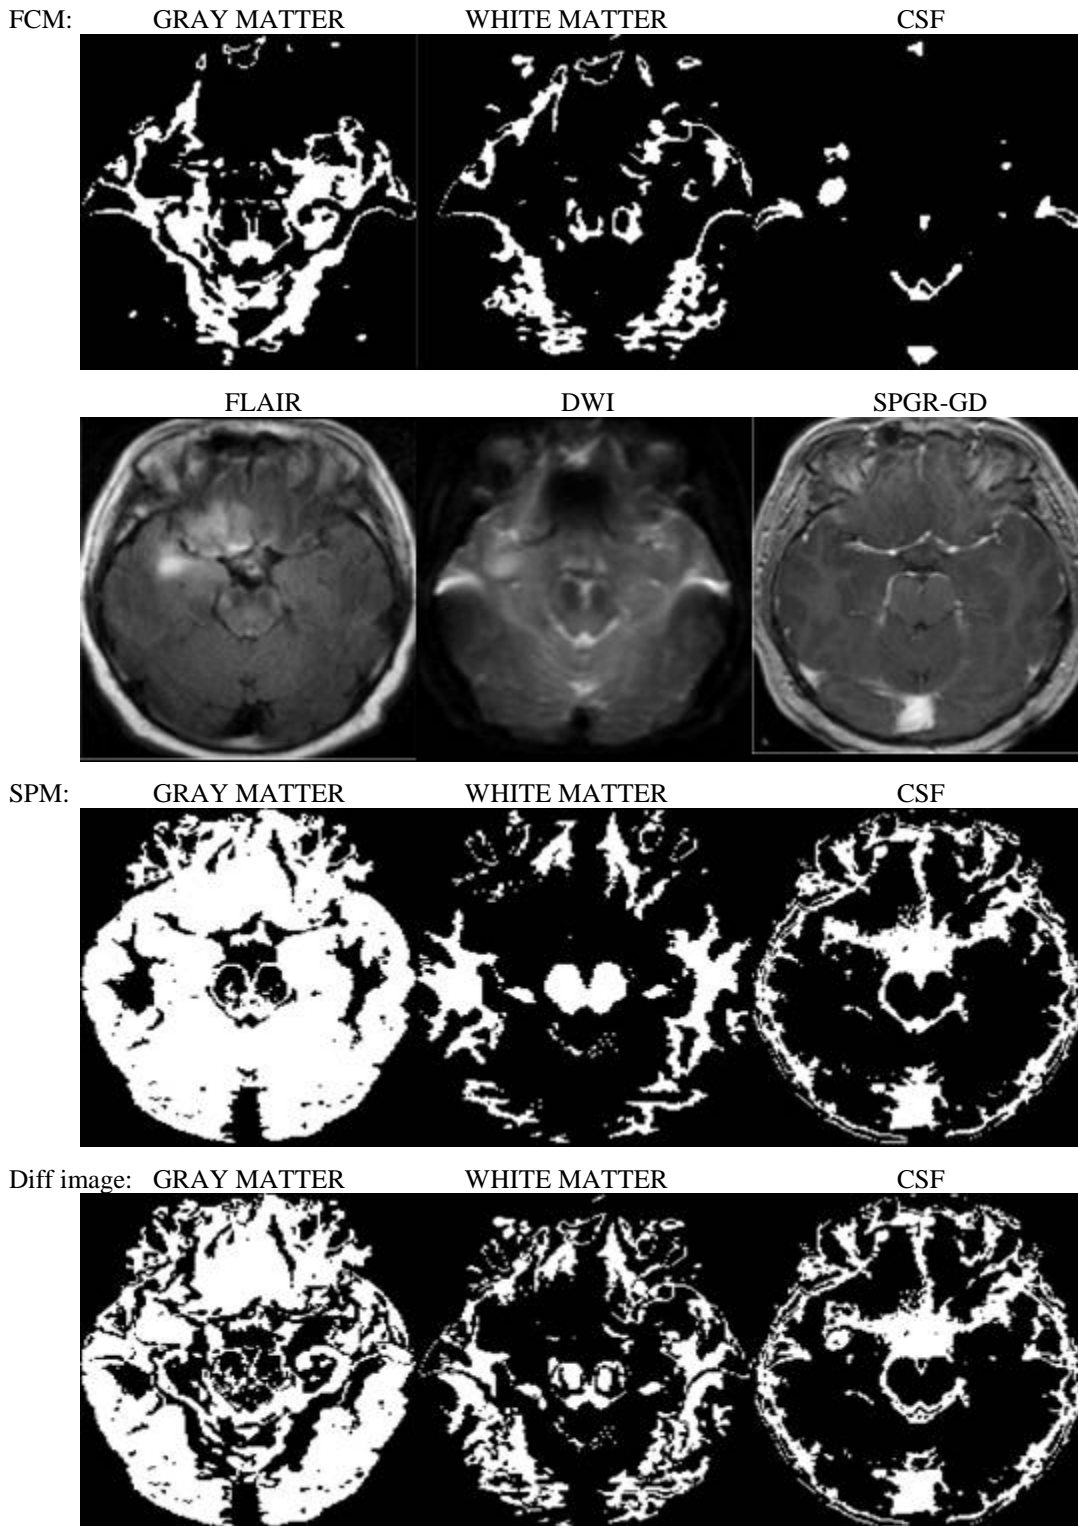 FCM: GRAY MATTER WHITE MATTER CSF
FLAIR DWI SPGR-GD
SPM: GRAY MATTER WHITE MATTER CSF
Diff image: GRAY MATTER WHITE MATTER CSF